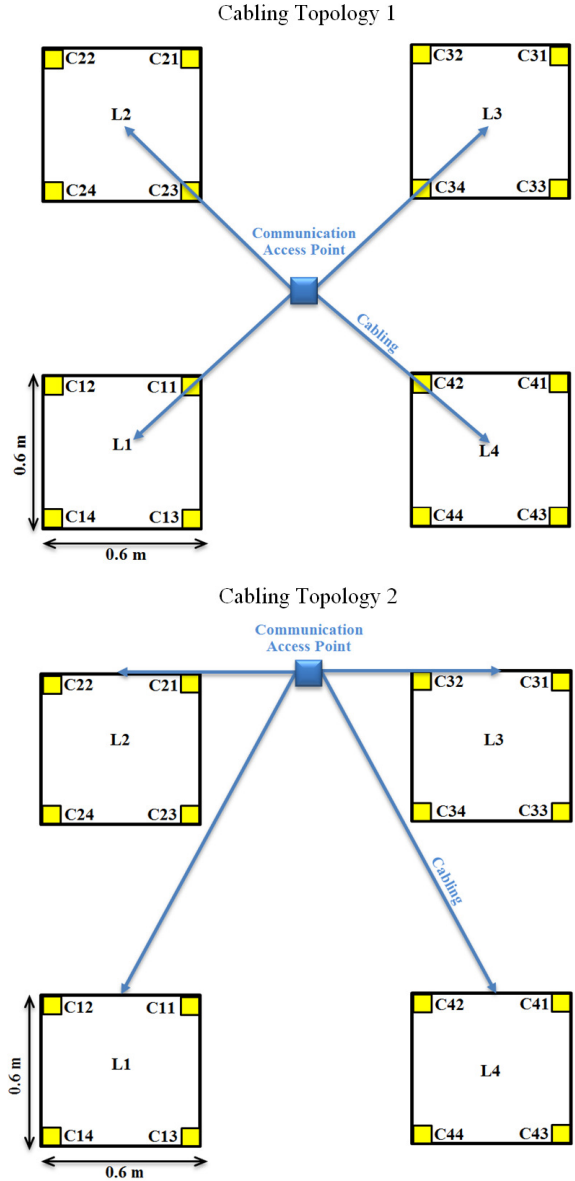 Cabling Topology 1
C22 C21
C32 C31
L2
L3
C24 C23
C34 C33
Communication
Access Point
Cabling
C12 C11
C42 C41
L1
L4
0.6 m
C14 C13
C44 C43
0.6 m
Cabling Topology 2
Communication
Access Point
C22 C21
C32 C31
L2
L3
C24 C23
C34 C33
Cabling
C12 C11
C42 C41
L1
L4
0.6 m
C14 C13
C44 C43
0.6 m